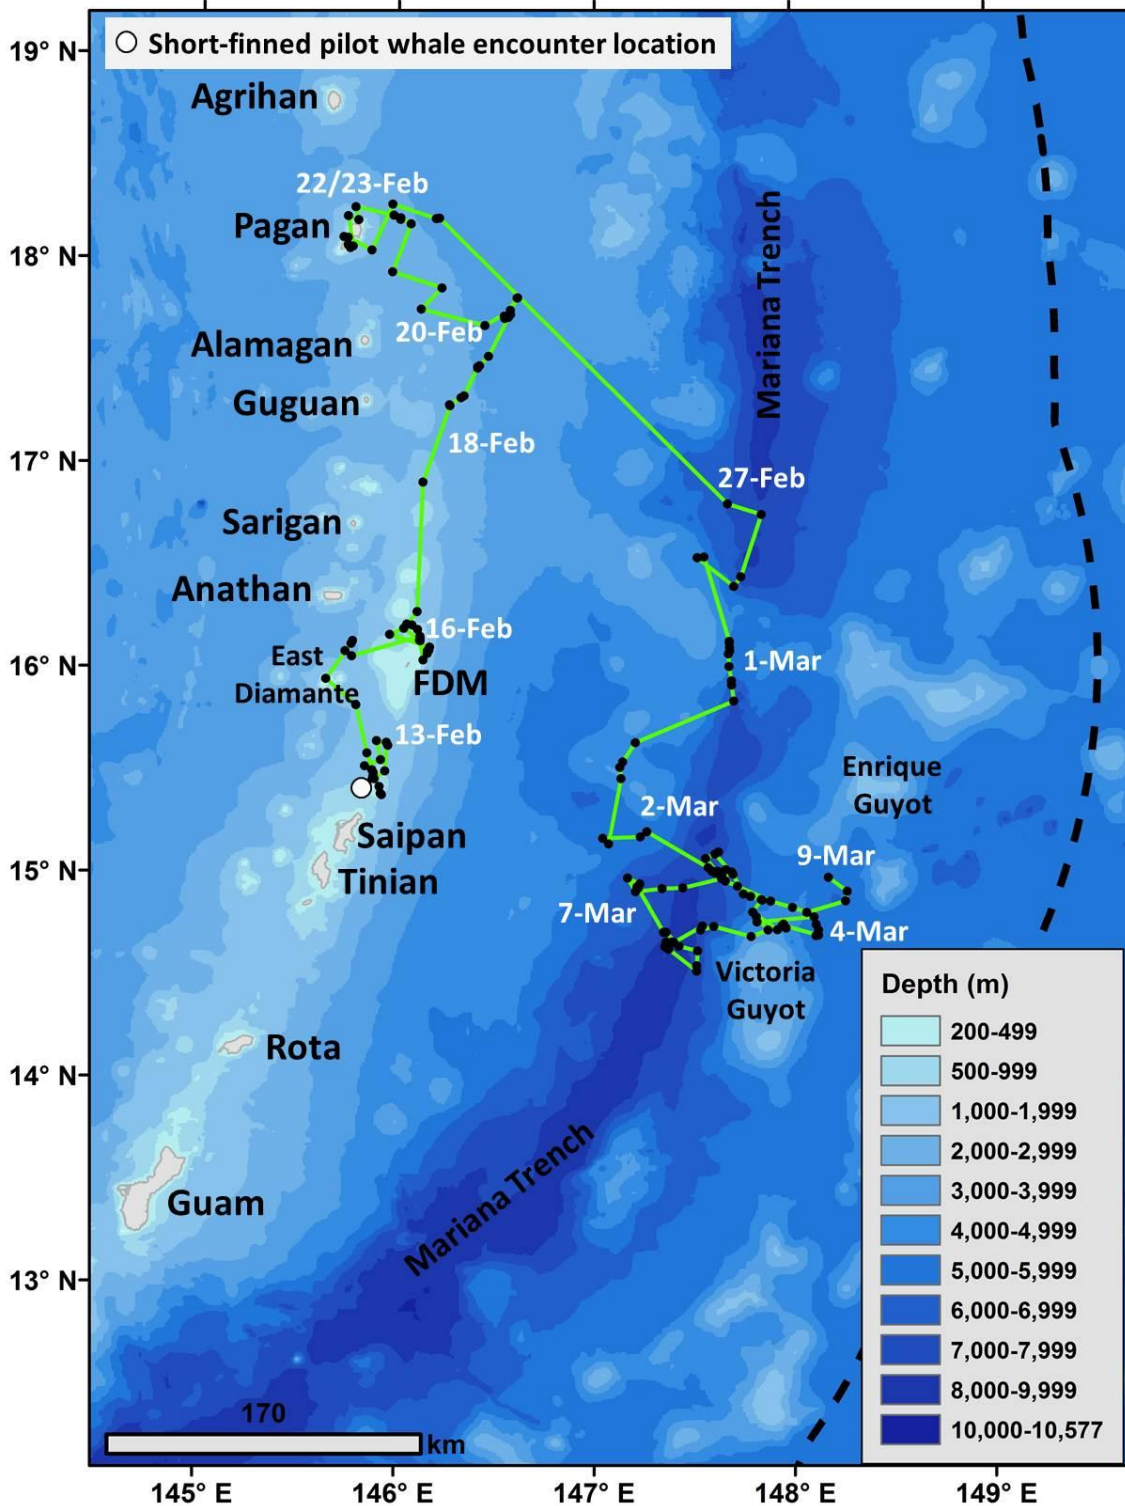 Short-finned pilot whale encounter location
19° N
Agrihan
22/23-Feb
Pagan
18° N
Mariana Trench
20-Feb
Alamagan
Guguan
18-Feb
17° N
27-Feb
Sarigan
Anathan
16-Feb
1-Mar
16° N
East
Diamante
FDM
13-Feb
Enrique
Guyot
2-Mar
Saipan
9-Mar
15° N
Tinian
7-Mar
4-Mar
Victoria
Guyot
Rota
14° N
Mariana Trench
Guam
13° N
Depth (m)
200-499
500-999
1,000-1,999
2,000-2,999
3,000-3,999
4,000-4,999
5,000-5,999
6,000-6,999
7,000-7,999
8,000-9,999
10,000-10,577
170
km
145° E
146° E
147° E
148° E
149° E